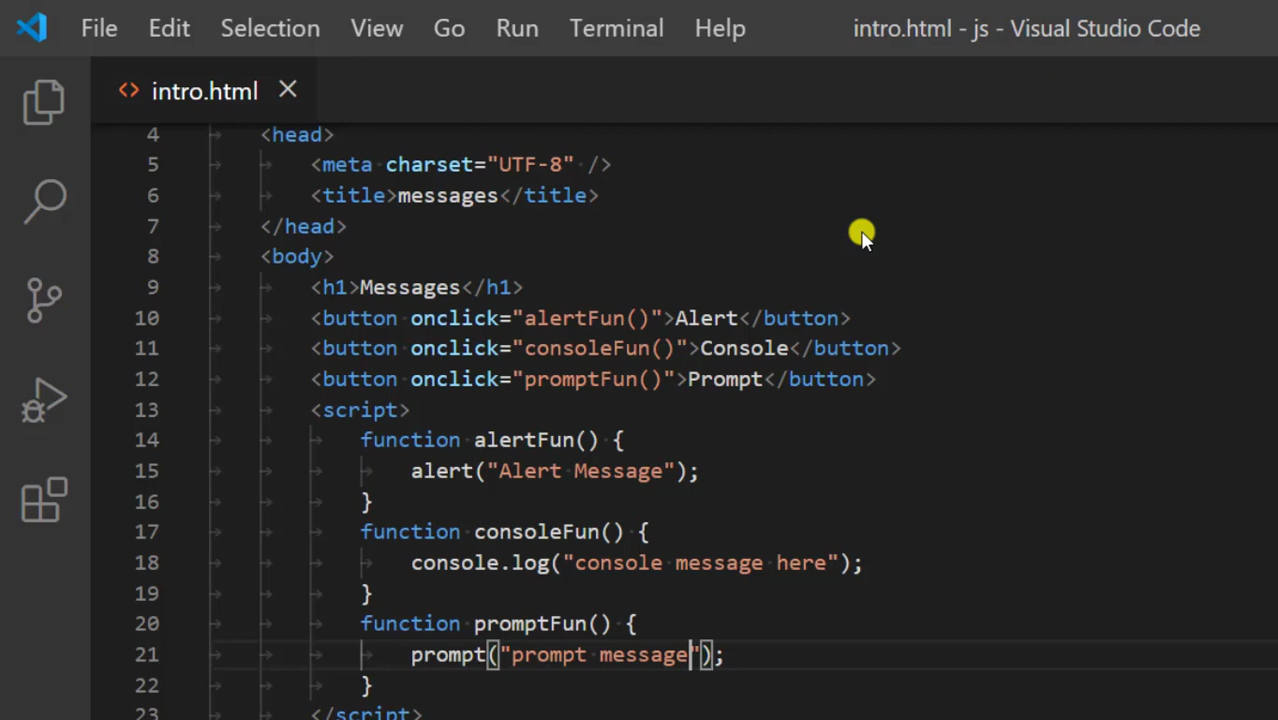 File Edit Selection View Go Run Terminal Help intro.html - js - Visual Studio Code
intro.html
4 <head>
5 <meta charset="UTF-8" />
6 <title>messages</title>
7 </head>
8 <body>
9 <h1>Messages</h1>
10 <button onclick="alertFun()">Alert</button>
11 <button onclick="consoleFun()">Console</button>
12 <button onclick="promptFun()">Prompt</button>
13 <script>
14 function alertFun() {
15 alert("Alert Message");
16 }
17 function consoleFun() {
18 console.log("console message here");
19 }
20 function promptFun() {
21 prompt("prompt message");
22 }
23 </script>